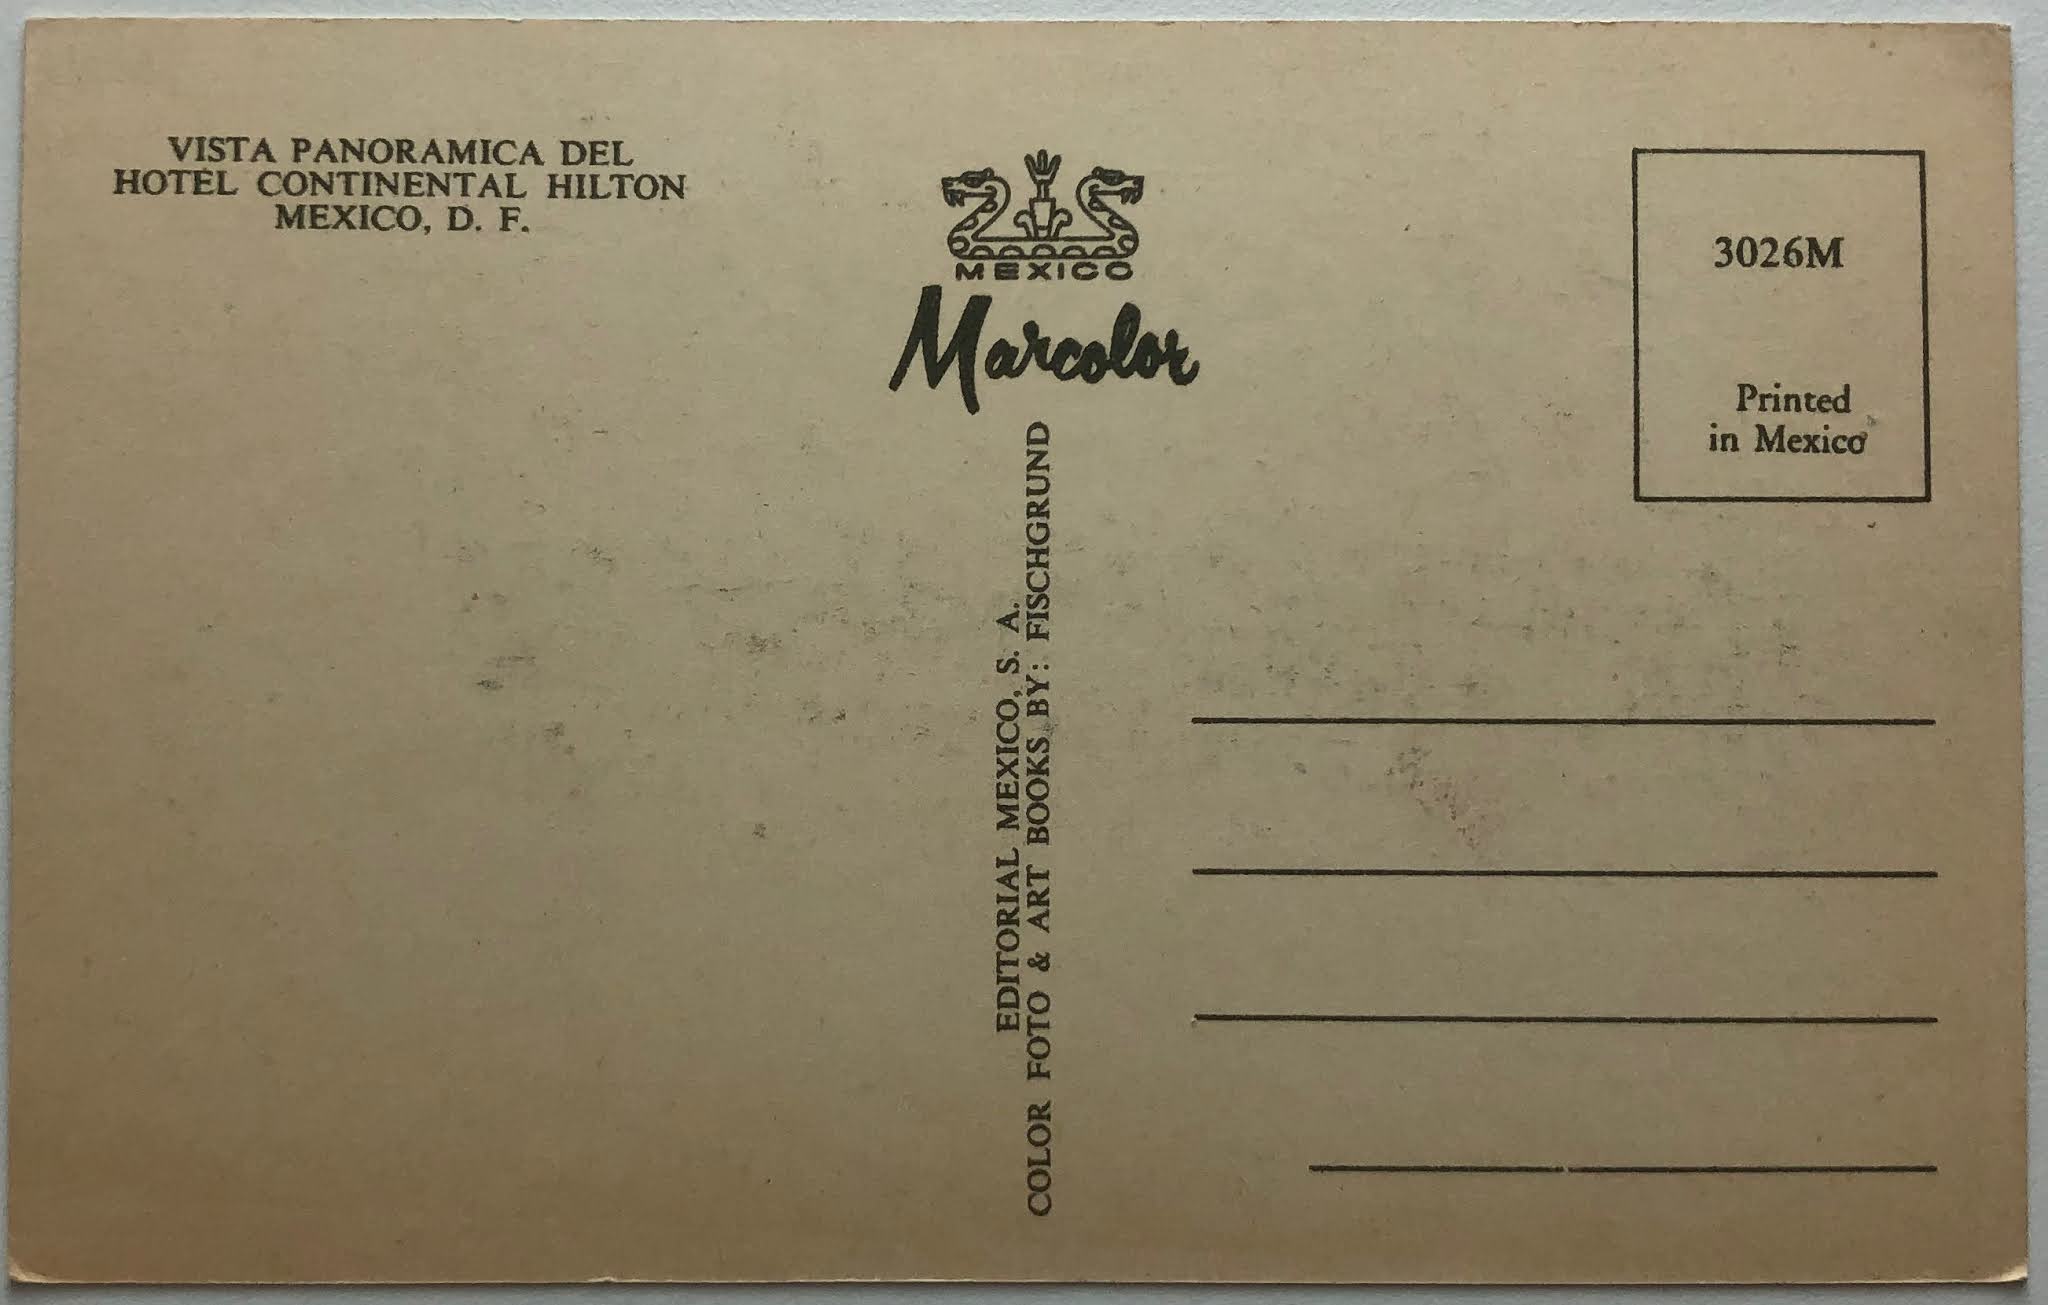 VISTA PANORAMICA DEL
HOTEL CONTINENTAL HILTON
MEXICO, D. F.
MEXICO
Marcolor
EDITORIAL MEXICO, S. A.
COLOR FOTO & ART BOOKS BY: FISCHGRUND
3026M
Printed
in Mexico